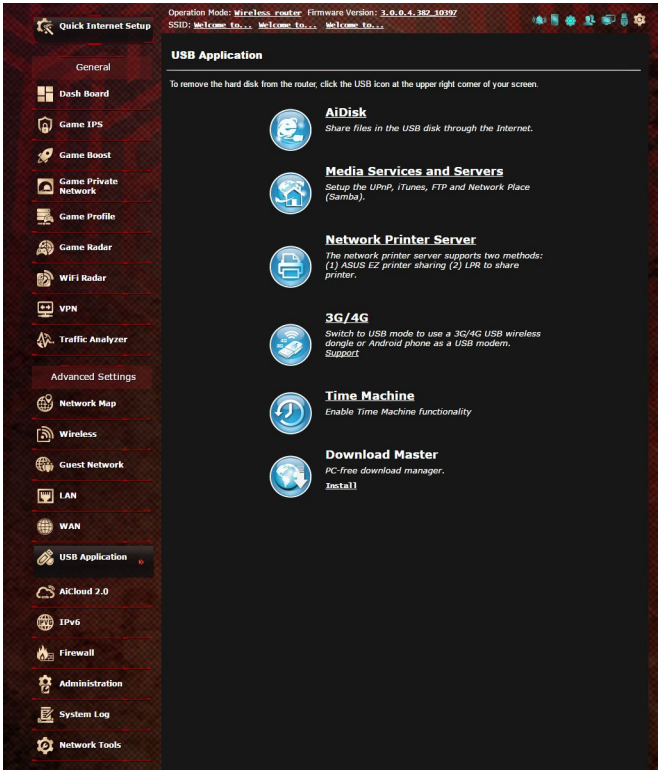 Quick Internet Setup
General
Dash Board
Game IPS
Game Boost
Game Private
Network
Game Profile
Game Radar
WiFi Radar
VPN
Traffic Analyzer
Advanced Settings
Network Map
Wireless
Guest Network
LAN
WAN
USB Application
AiCloud 2.0
IPv6
Firewall
Administration
System Log
Network Tools
Operation Mode: Wireless router Firmware Version: 3.0.0.4.382_10397
SSID: Welcome to... Welcome to... Welcome to...
USB Application
To remove the hard disk from the router, click the USB icon at the upper right corner of your screen.
AiDisk
Share files in the USB disk through the Internet.
Media Services and Servers
Setup the UPnP, iTunes, FTP and Network Place
(Samba).
Network Printer Server
The network printer server supports two methods:
(1) ASUS EZ printer sharing (2) LPR to share
printer.
3G/4G
Switch to USB mode to use a 3G/4G USB wireless
dongle or Android phone as a USB modem.
Support
Time Machine
Enable Time Machine functionality
Download Master
PC-free download manager.
Install